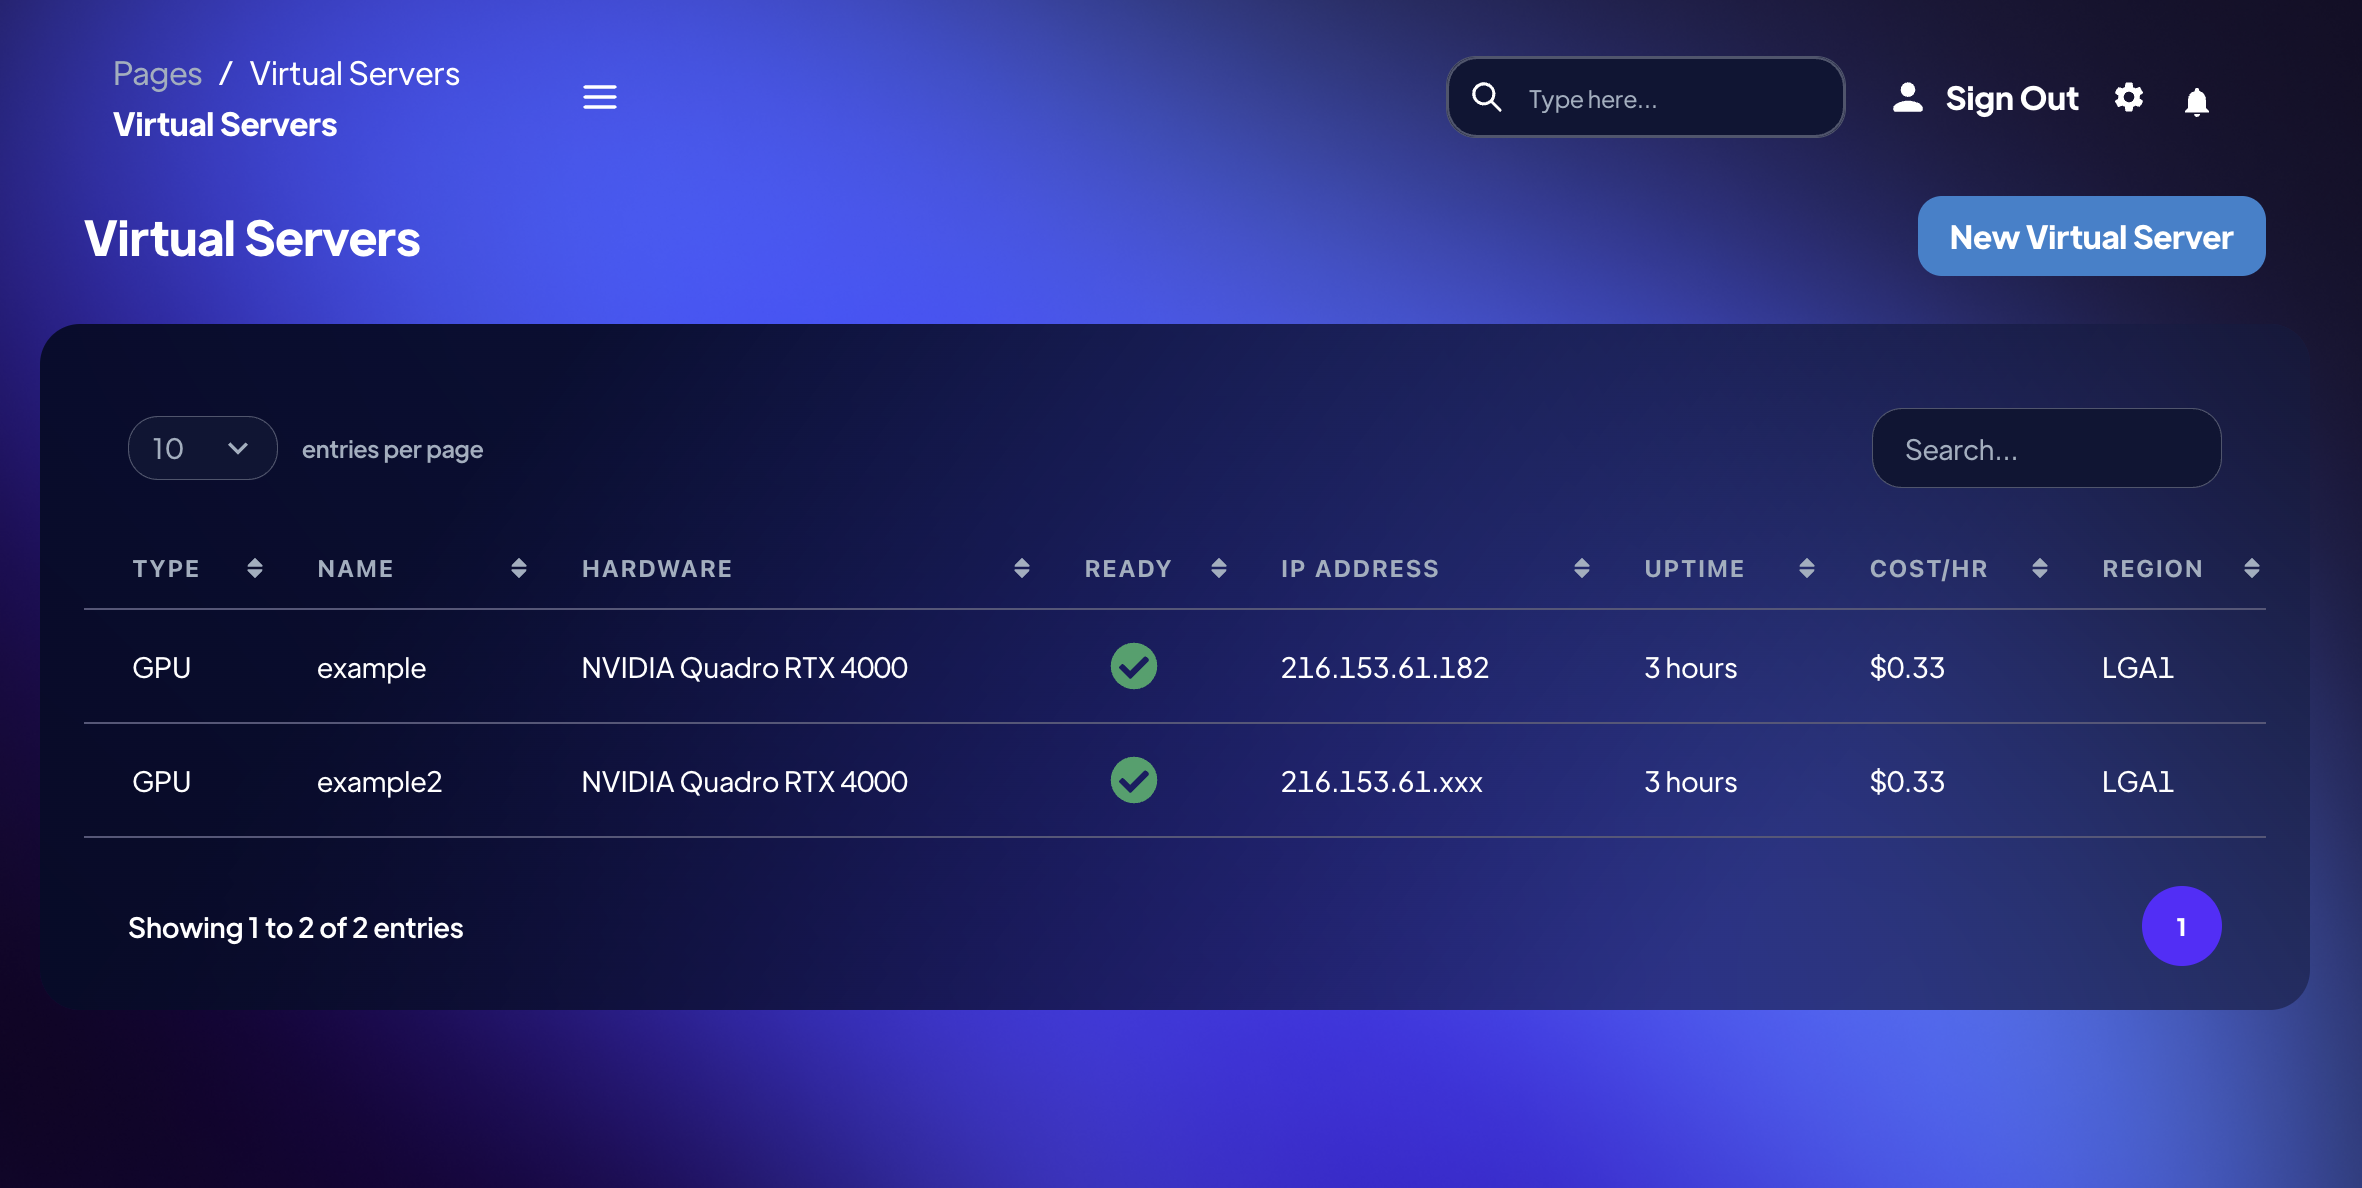 Pages / Virtual Servers
Virtual Servers
Type here...
Sign Out
Virtual Servers
New Virtual Server
10 entries per page
Search...
TYPE NAME HARDWARE READY IP ADDRESS UPTIME COST/HR REGION
GPU example NVIDIA Quadro RTX 4000 216.153.61.182 3 hours $0.33 LGA1
GPU example2 NVIDIA Quadro RTX 4000 216.153.61.xxx 3 hours $0.33 LGA1
Showing 1 to 2 of 2 entries
1